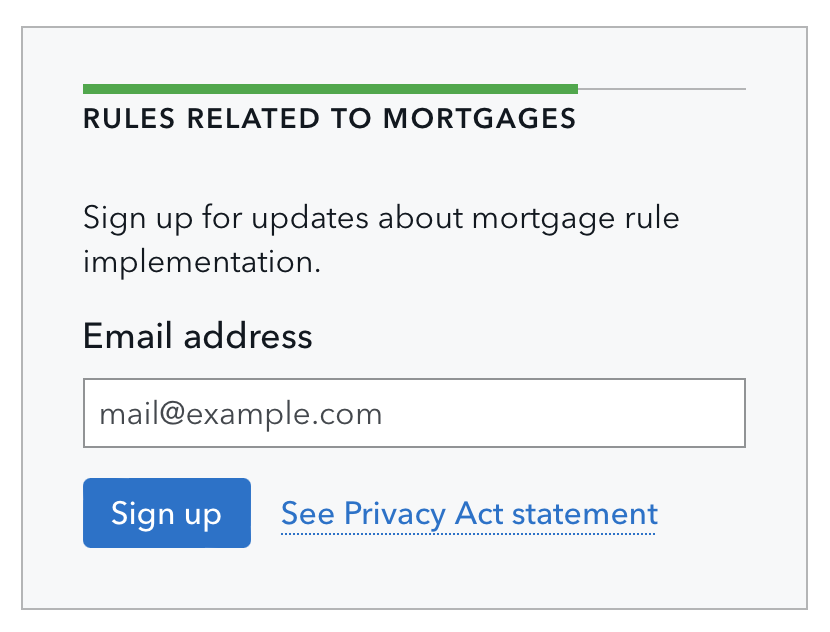 RULES RELATED TO MORTGAGES
Sign up for updates about mortgage rule
implementation.
Email address
mail@example.com
Sign up
See Privacy Act statement